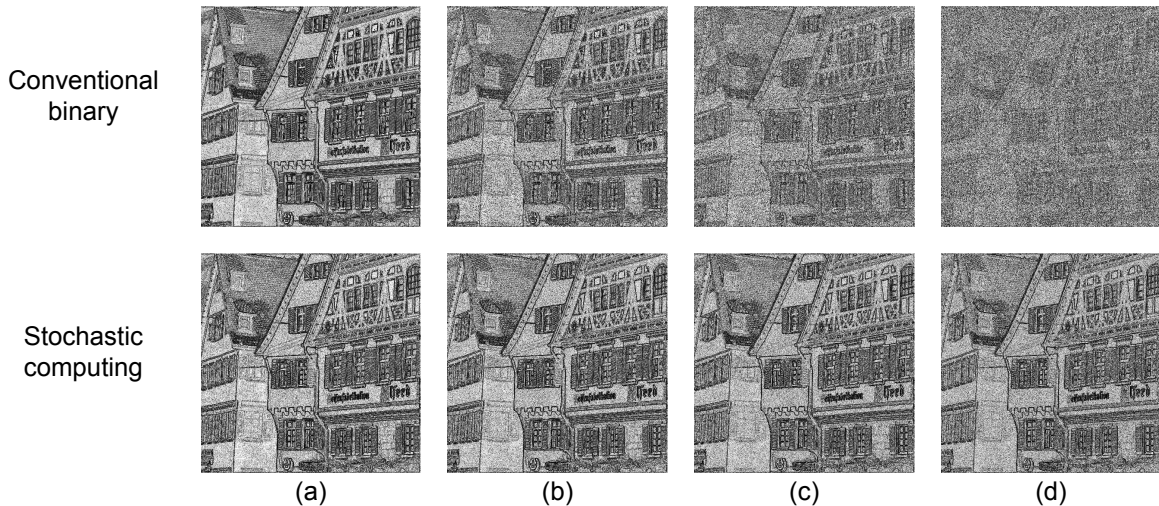 Conventional
binary
Stochastic
computing
(a)
(b)
(c)
(d)